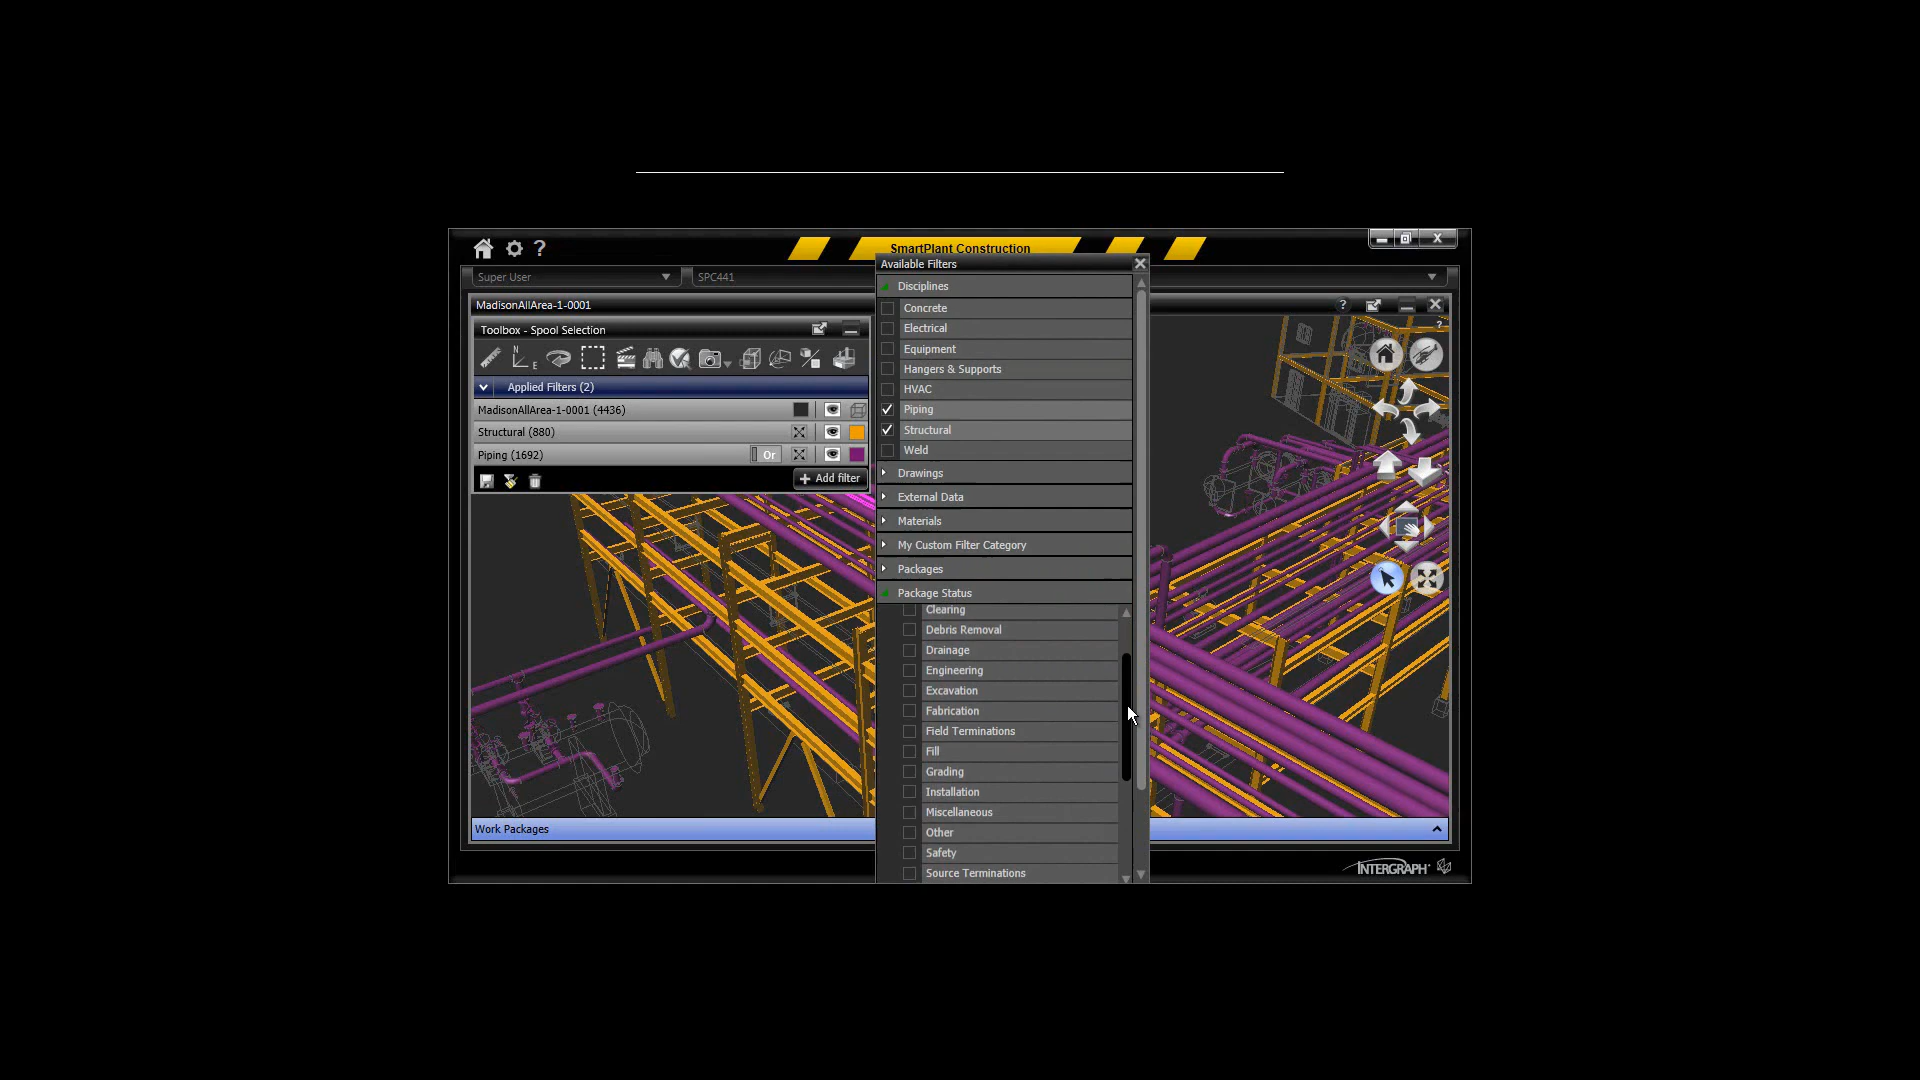 SmartPlant Construction
?
X
Super User
SPC441
Available Filters
MadisonAllArea-1-0001
?
Toolbox - Spool Selection
?
N
E
Applied Filters (2)
MadisonAllArea-1-0001 (4436)
Structural (880)
Piping (1692)
Or
Add filter
Disciplines
Concrete
Electrical
Equipment
Hangers & Supports
HVAC
Piping
Structural
Weld
Drawings
External Data
Materials
My Custom Filter Category
Packages
Package Status
Clearing
Debris Removal
Drainage
Engineering
Excavation
Fabrication
Field Terminations
Fill
Grading
Installation
Miscellaneous
Other
Safety
Source Terminations
Work Packages
INTERGRAPH